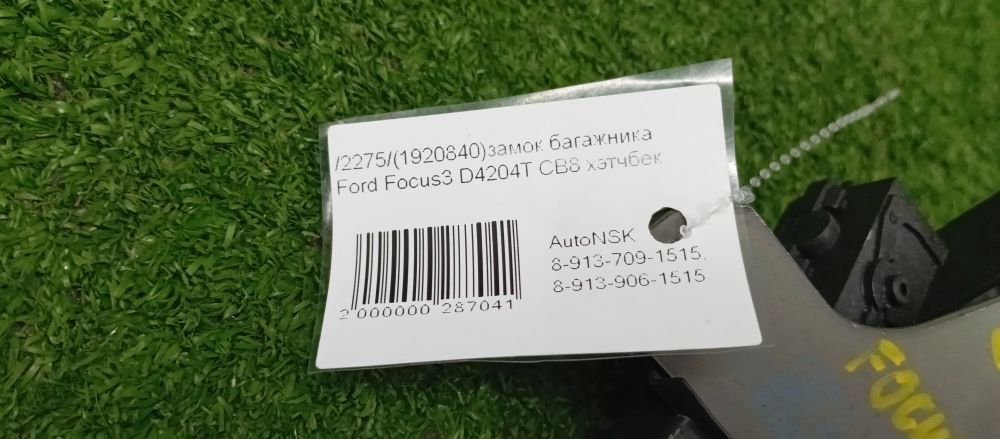 /2275/(1920840)замок багажника
Ford Focus3 D4204T CB8 хэтчбек
AutoNSK
8-913-709-1515,
8-913-906-1515
2 000000 287041